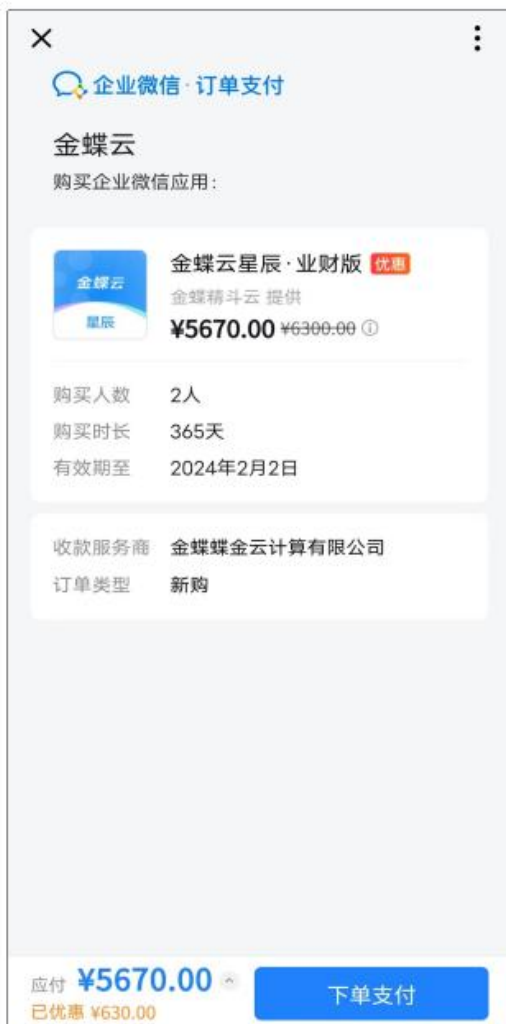 企业微信·订单支付
金蝶云
购买企业微信应用：
金蝶云
星辰
金蝶云星辰·业财版 优惠
金蝶精斗云 提供
¥5670.00 ¥6300.00
购买人数 2人
购买时长 365天
有效期至 2024年2月2日
收款服务商 金蝶蝶金云计算有限公司
订单类型 新购
应付 ¥5670.00
已优惠 ¥630.00
下单支付